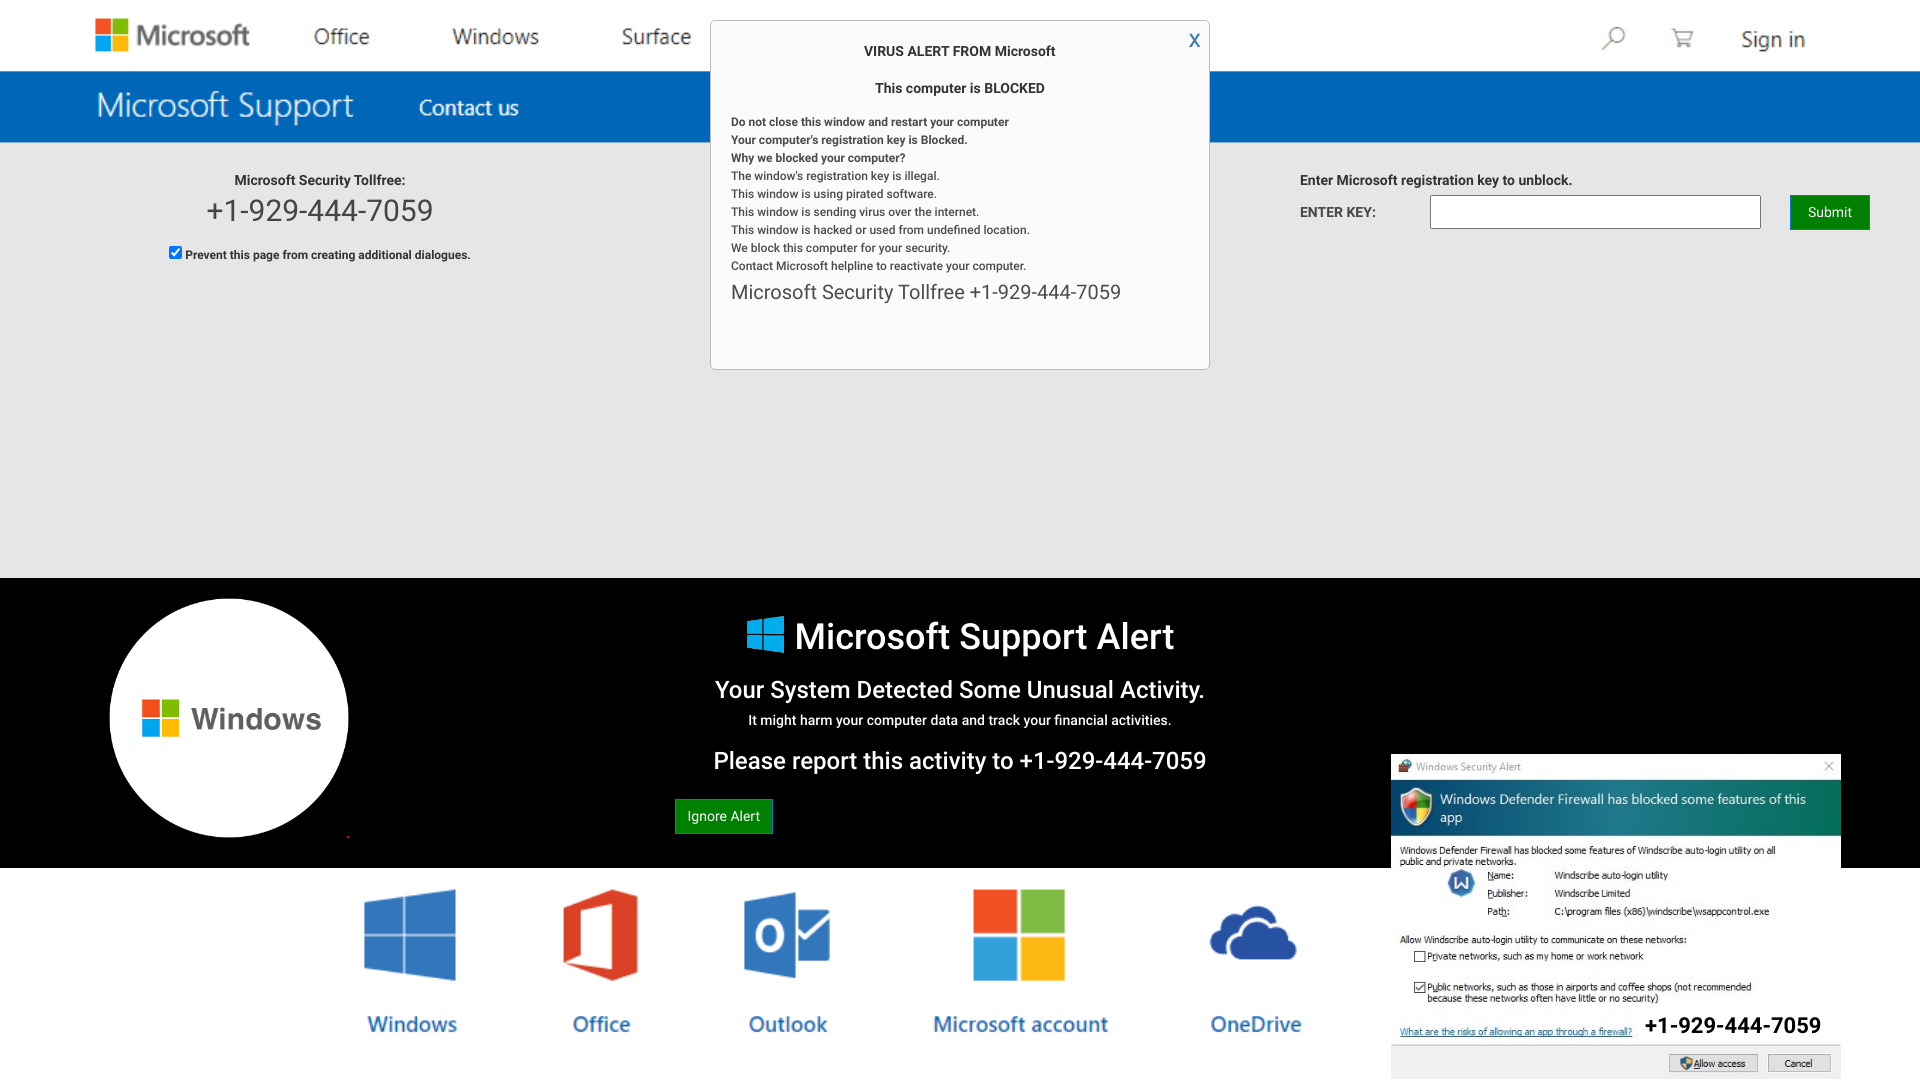 Microsoft
Office
Windows
Surface
Sign in
Microsoft Support
Contact us
X
VIRUS ALERT FROM Microsoft
This computer is BLOCKED
Do not close this window and restart your computer
Your computer's registration key is Blocked.
Why we blocked your computer?
The window's registration key is illegal.
This window is using pirated software.
This window is sending virus over the internet.
This window is hacked or used from undefined location.
We block this computer for your security.
Contact Microsoft helpline to reactivate your computer.
Microsoft Security Tollfree +1-929-444-7059
Microsoft Security Tollfree:
+1-929-444-7059
Prevent this page from creating additional dialogues.
Enter Microsoft registration key to unblock.
ENTER KEY:
Submit
Windows
Microsoft Support Alert
Your System Detected Some Unusual Activity.
It might harm your computer data and track your financial activities.
Please report this activity to +1-929-444-7059
Ignore Alert
Windows
Office
Outlook
Microsoft account
OneDrive
Windows Security Alert
Windows Defender Firewall has blocked some features of this
app
Windows Defender Firewall has blocked some features of Windscribe auto-login utility on all
public and private networks.
Name: Windscribe auto-login utility
Publisher: Windscribe Limited
Path: C:\program files (x86)\windscribe\wsappcontrol.exe
Allow Windscribe auto-login utility to communicate on these networks:
Private networks, such as my home or work network
Public networks, such as those in airports and coffee shops (not recommended
because these networks often have little or no security)
What are the risks of allowing an app through a firewall?
+1-929-444-7059
Allow access
Cancel